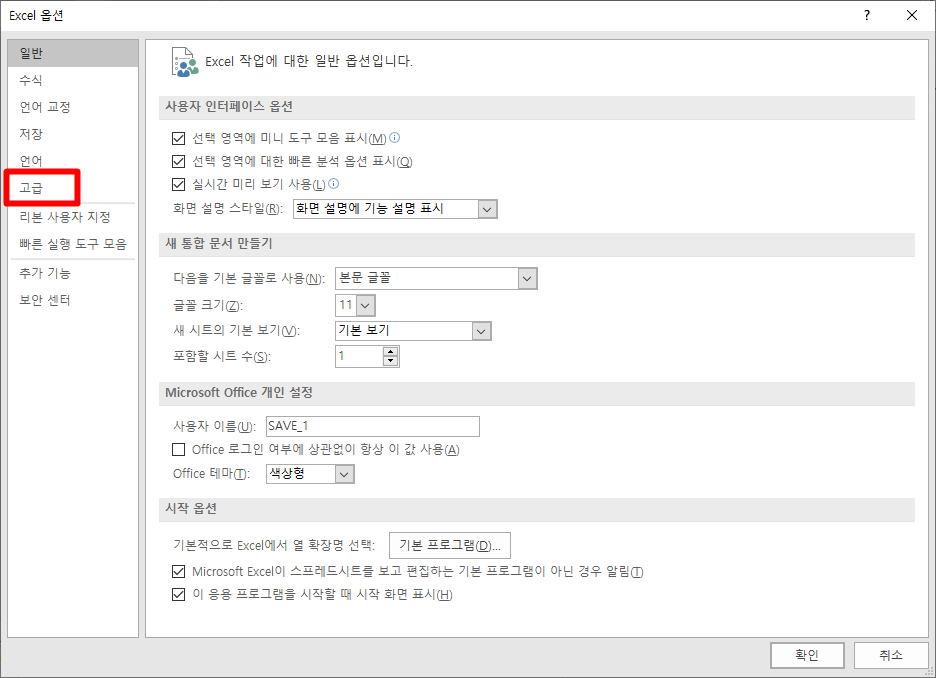 Excel 옵션
?
일반
수식
언어 교정
저장
언어
고급
리본 사용자 지정
빠른 실행 도구 모음
추가 기능
보안 센터
Excel 작업에 대한 일반 옵션입니다.
사용자 인터페이스 옵션
선택 영역에 미니 도구 모음 표시(M)
선택 영역에 대한 빠른 분석 옵션 표시(Q)
실시간 미리 보기 사용(L)
화면 설명 스타일(R): 화면 설명에 기능 설명 표시
새 통합 문서 만들기
다음을 기본 글꼴로 사용(N): 본문 글꼴
글꼴 크기(Z): 11
새 시트의 기본 보기(V): 기본 보기
포함할 시트 수(S): 1
Microsoft Office 개인 설정
사용자 이름(U): SAVE_1
Office 로그인 여부에 상관없이 항상 이 값 사용(A)
Office 테마(T): 색상형
시작 옵션
기본적으로 Excel에서 열 확장명 선택: 기본 프로그램(D)...
Microsoft Excel이 스프레드시트를 보고 편집하는 기본 프로그램이 아닌 경우 알림(T)
이 응용 프로그램을 시작할 때 시작 화면 표시(H)
확인 취소